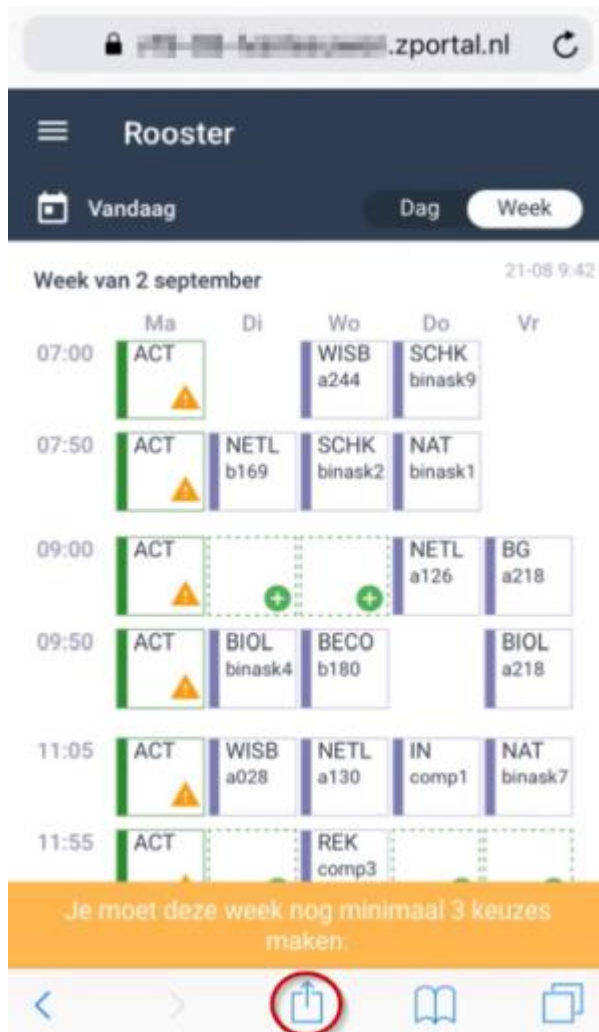 .zportal.nl
Rooster
Vandaag Dag Week
Week van 2 september 21-08 9:42
Ma Di Wo Do Vr
07:00 ACT WISB SCHK
a244 binask9
07:50 ACT NETL SCHK NAT
b169 binask2 binask1
09:00 ACT NETL BG
a126 a218
09:50 ACT BIOL BECO BIOL
binask4 b180 a218
11:05 ACT WISB NETL IN NAT
a028 a130 comp1 binask7
11:55 ACT REK
comp3
Je moet deze week nog minimaal 3 keuzes
maken.